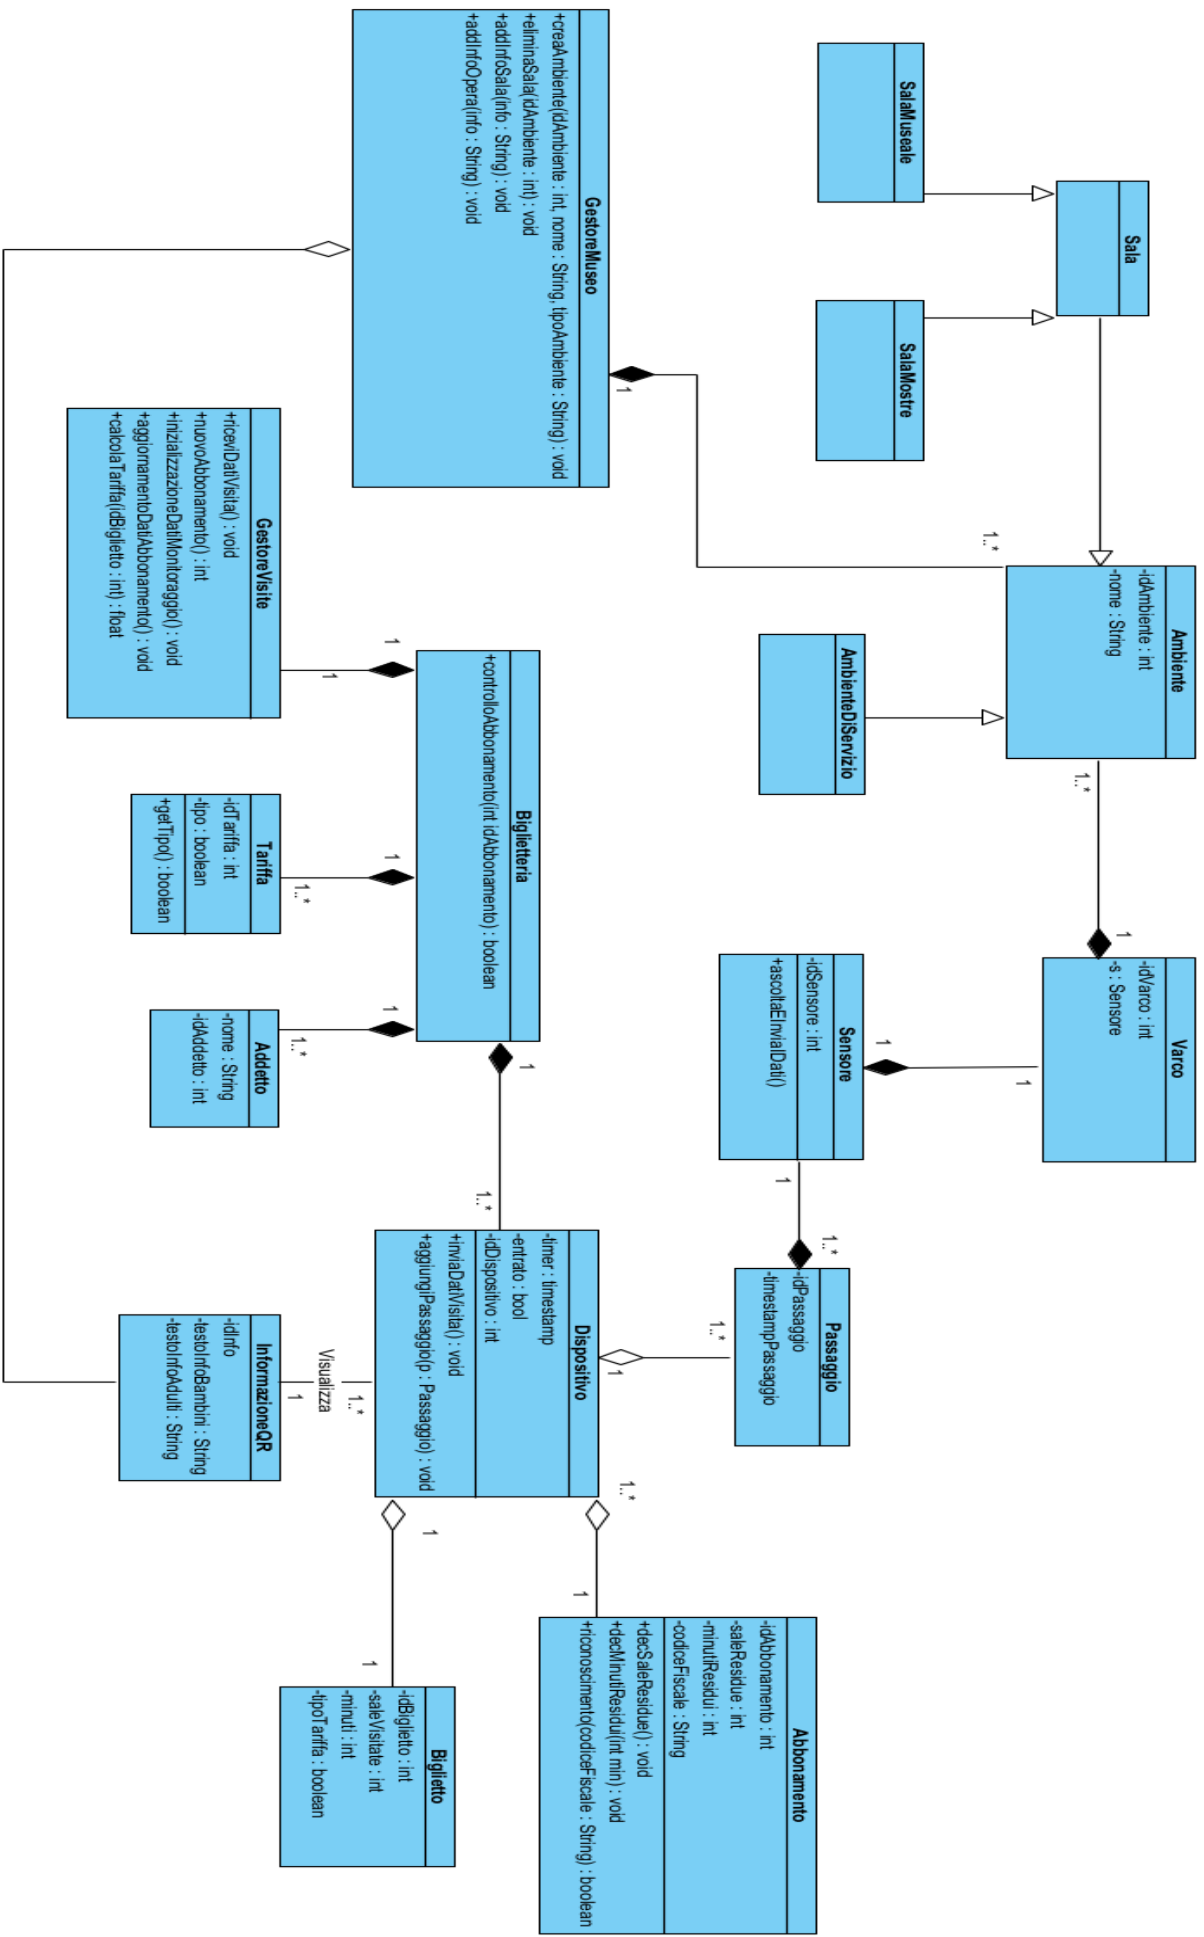 SalaMuseale
Sala
SalaMostre
Ambiente
-idAmbiente : int
-nome : String
AmbienteDiServizio
Varco
-idVarco : int
-s : Sensore
Sensore
-idSensore : int
+ascoltaEInviaIDati()
Passaggio
-idPassaggio
-timestampPassaggio
GestoreMuseo
+creaAmbiente(idAmbiente : int, nome : String, tipoAmbiente : String) : void
+eliminaSala(idAmbiente : int) : void
+addInfoSala(info : String) : void
+addInfoOpera(info : String) : void
1
1..*
1..*
1
1
1
1
1..*
Biglietteria
+controlloAbbonamento(int idAbbonamento) : boolean
1
1..*
Dispositivo
-timer : timestamp
-entrato : bool
-idDispositivo : int
+inviaDatiVisita() : void
+aggiungiPassaggio(p : Passaggio) : void
1
1..*
1..*
1
Abbonamento
-idAbbonamento : int
-saleResidue : int
-minutiResidui : int
-codiceFiscale : String
+decSaleResidue() : void
+decMinutiResidui(int min) : void
+riconoscimento(codiceFiscale : String) : boolean
GestoreVisite
+riceviDatiVisita() : void
+nuovoAbbonamento() : int
+inizializzazioneDatiMonitoraggio() : void
+aggiornamentoDatiAbbonamento() : void
+calcolaTariffa(idBiglietto : int) : float
1
1
Tariffa
-idTariffa : int
-tipo : boolean
+getTipo() : boolean
1
1..*
Addetto
-nome : String
-idAddetto : int
1
1..*
InformazioneQR
-idInfo
-testoInfoBambini : String
-testoInfoAdulti : String
Visualizza
1
1..*
Biglietto
-idBiglietto : int
-saleVisitate : int
-minuti : int
-tipoTariffa : boolean
1
1